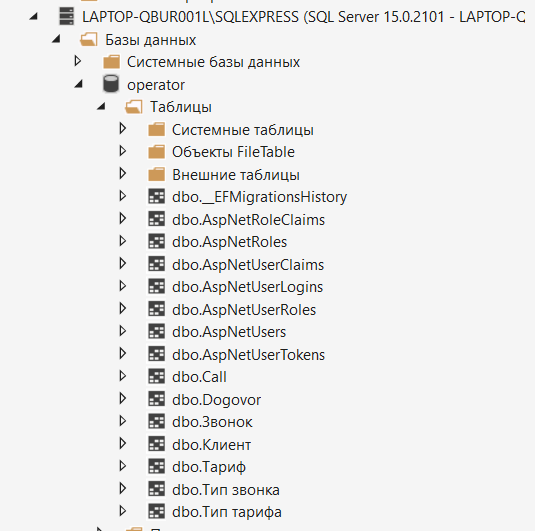 LAPTOP-QBUR001L\SQLEXPRESS (SQL Server 15.0.2101 - LAPTOP-Q
Базы данных
Системные базы данных
operator
Таблицы
Системные таблицы
Объекты FileTable
Внешние таблицы
dbo.__EFMigrationsHistory
dbo.AspNetRoleClaims
dbo.AspNetRoles
dbo.AspNetUserClaims
dbo.AspNetUserLogins
dbo.AspNetUserRoles
dbo.AspNetUsers
dbo.AspNetUserTokens
dbo.Call
dbo.Dogovor
dbo.Звонок
dbo.Клиент
dbo.Тариф
dbo.Тип звонка
dbo.Тип тарифа